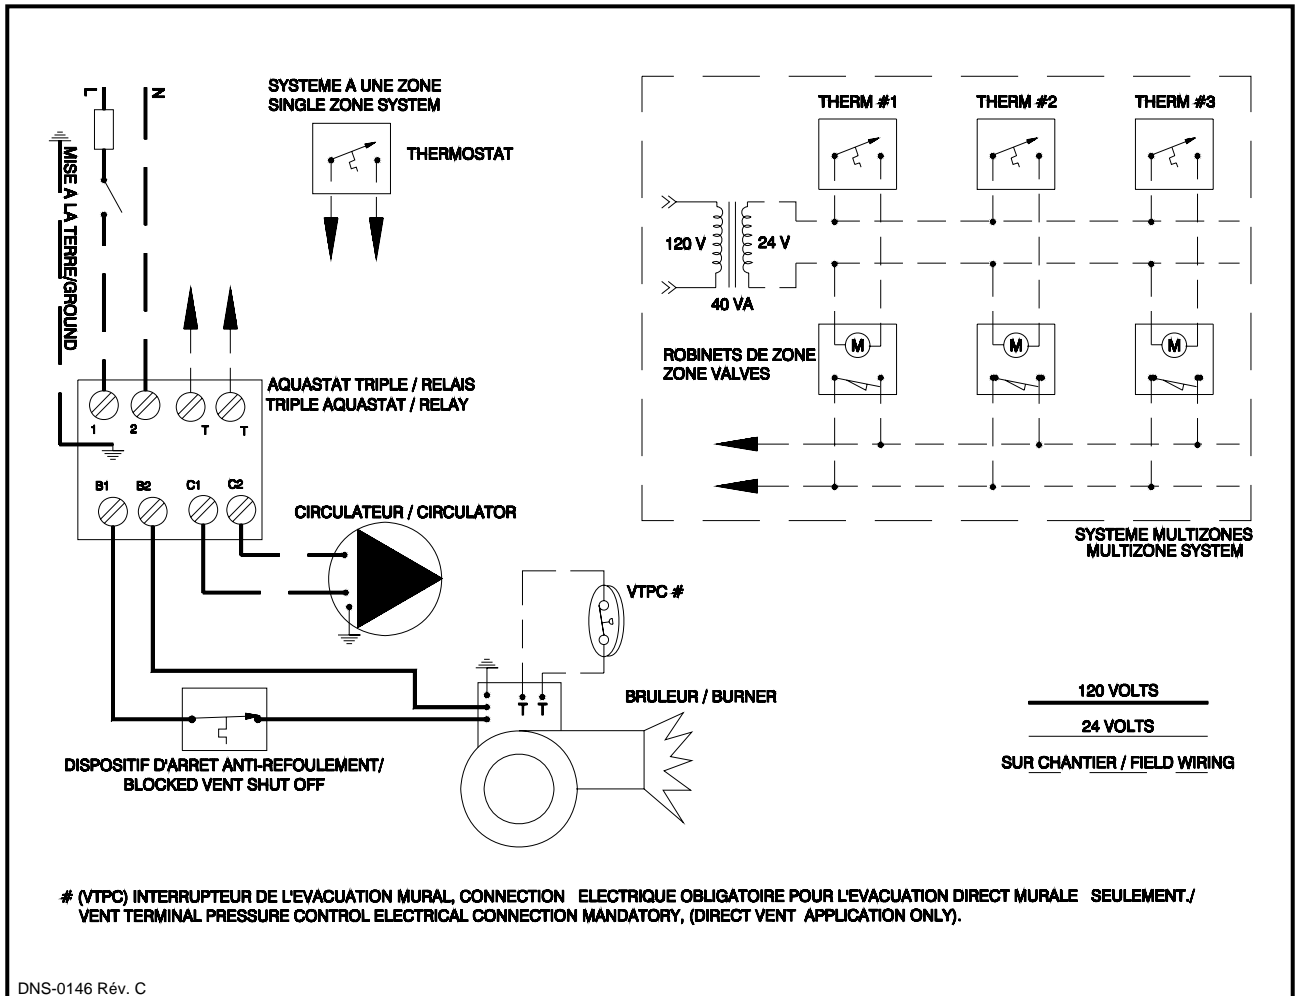 L
N
MISE A LA TERRE/GROUND
SYSTEME A UNE ZONE
SINGLE ZONE SYSTEM
THERMOSTAT
THERM #1
THERM #2
THERM #3
120 V
24 V
40 VA
ROBINETS DE ZONE
ZONE VALVES
M
M
M
AQUASTAT TRIPLE / RELAIS
TRIPLE AQUASTAT / RELAY
1
2
T
T
B1
B2
C1
C2
CIRCULATEUR / CIRCULATOR
SYSTEME MULTIZONES
MULTIZONE SYSTEM
VTPC #
BRULEUR / BURNER
T T
DISPOSITIF D'ARRET ANTI-REFOULEMENT/
BLOCKED VENT SHUT OFF
120 VOLTS
24 VOLTS
SUR CHANTIER / FIELD WIRING
# (VTPC) INTERRUPTEUR DE L'EVACUATION MURAL, CONNECTION ELECTRIQUE OBLIGATOIRE POUR L'EVACUATION DIRECT MURALE SEULEMENT./
VENT TERMINAL PRESSURE CONTROL ELECTRICAL CONNECTION MANDATORY, (DIRECT VENT APPLICATION ONLY).
DNS-0146 Rév. C